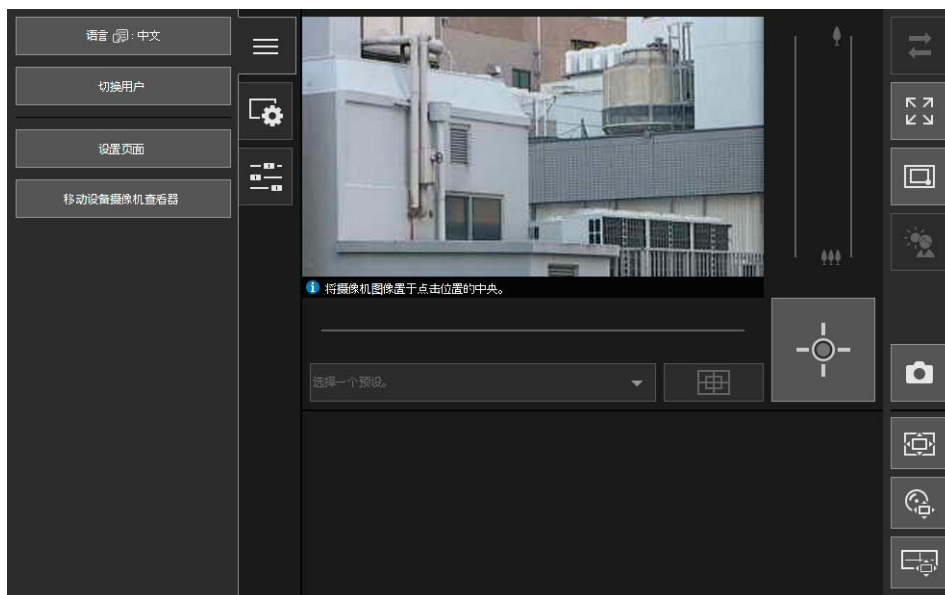 语言 : 中文
切换用户
设置页面
移动设备摄像机查看器
将摄像机图像置于点击位置的中央。
选择一个预设。